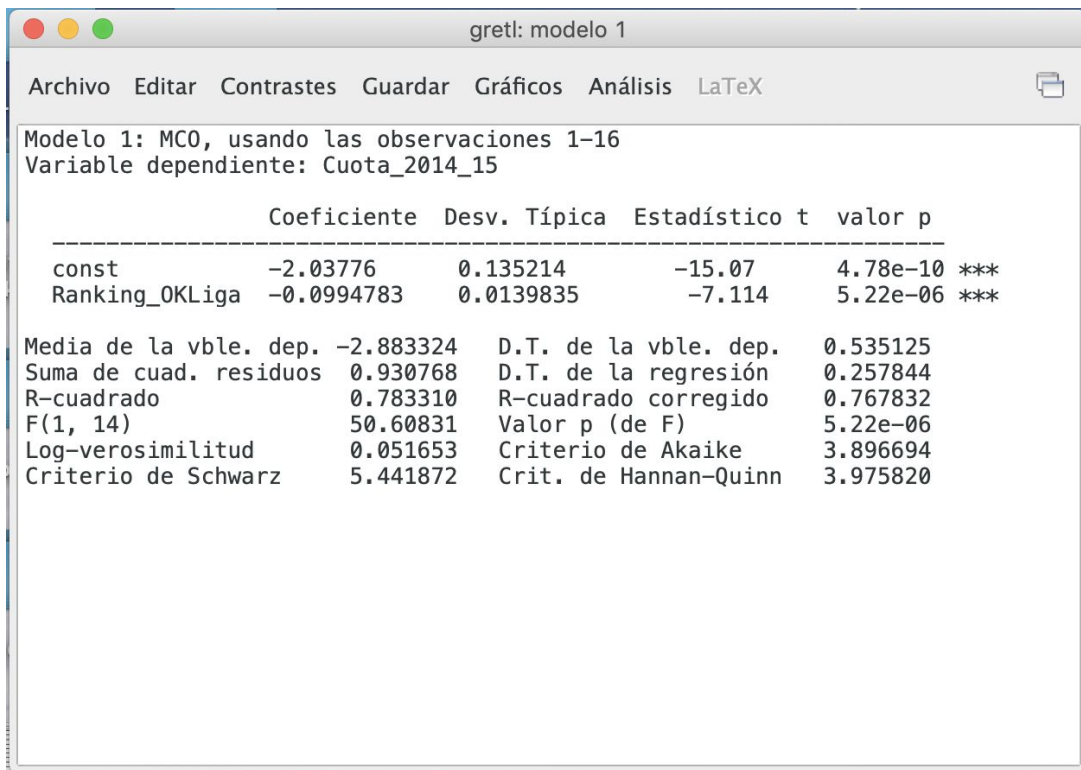 gretl: modelo 1
Archivo Editar Contrastes Guardar Gráficos Análisis LaTeX
Modelo 1: MCO, usando las observaciones 1-16
Variable dependiente: Cuota_2014_15
Coeficiente Desv. Típica Estadístico t valor p
const -2.03776 0.135214 -15.07 4.78e-10 ***
Ranking_OKLiga -0.0994783 0.0139835 -7.114 5.22e-06 ***
Media de la vble. dep. -2.883324 D.T. de la vble. dep. 0.535125
Suma de cuad. residuos 0.930768 D.T. de la regresión 0.257844
R-cuadrado 0.783310 R-cuadrado corregido 0.767832
F(1, 14) 50.60831 Valor p (de F) 5.22e-06
Log-verosimilitud 0.051653 Criterio de Akaike 3.896694
Criterio de Schwarz 5.441872 Crit. de Hannan-Quinn 3.975820